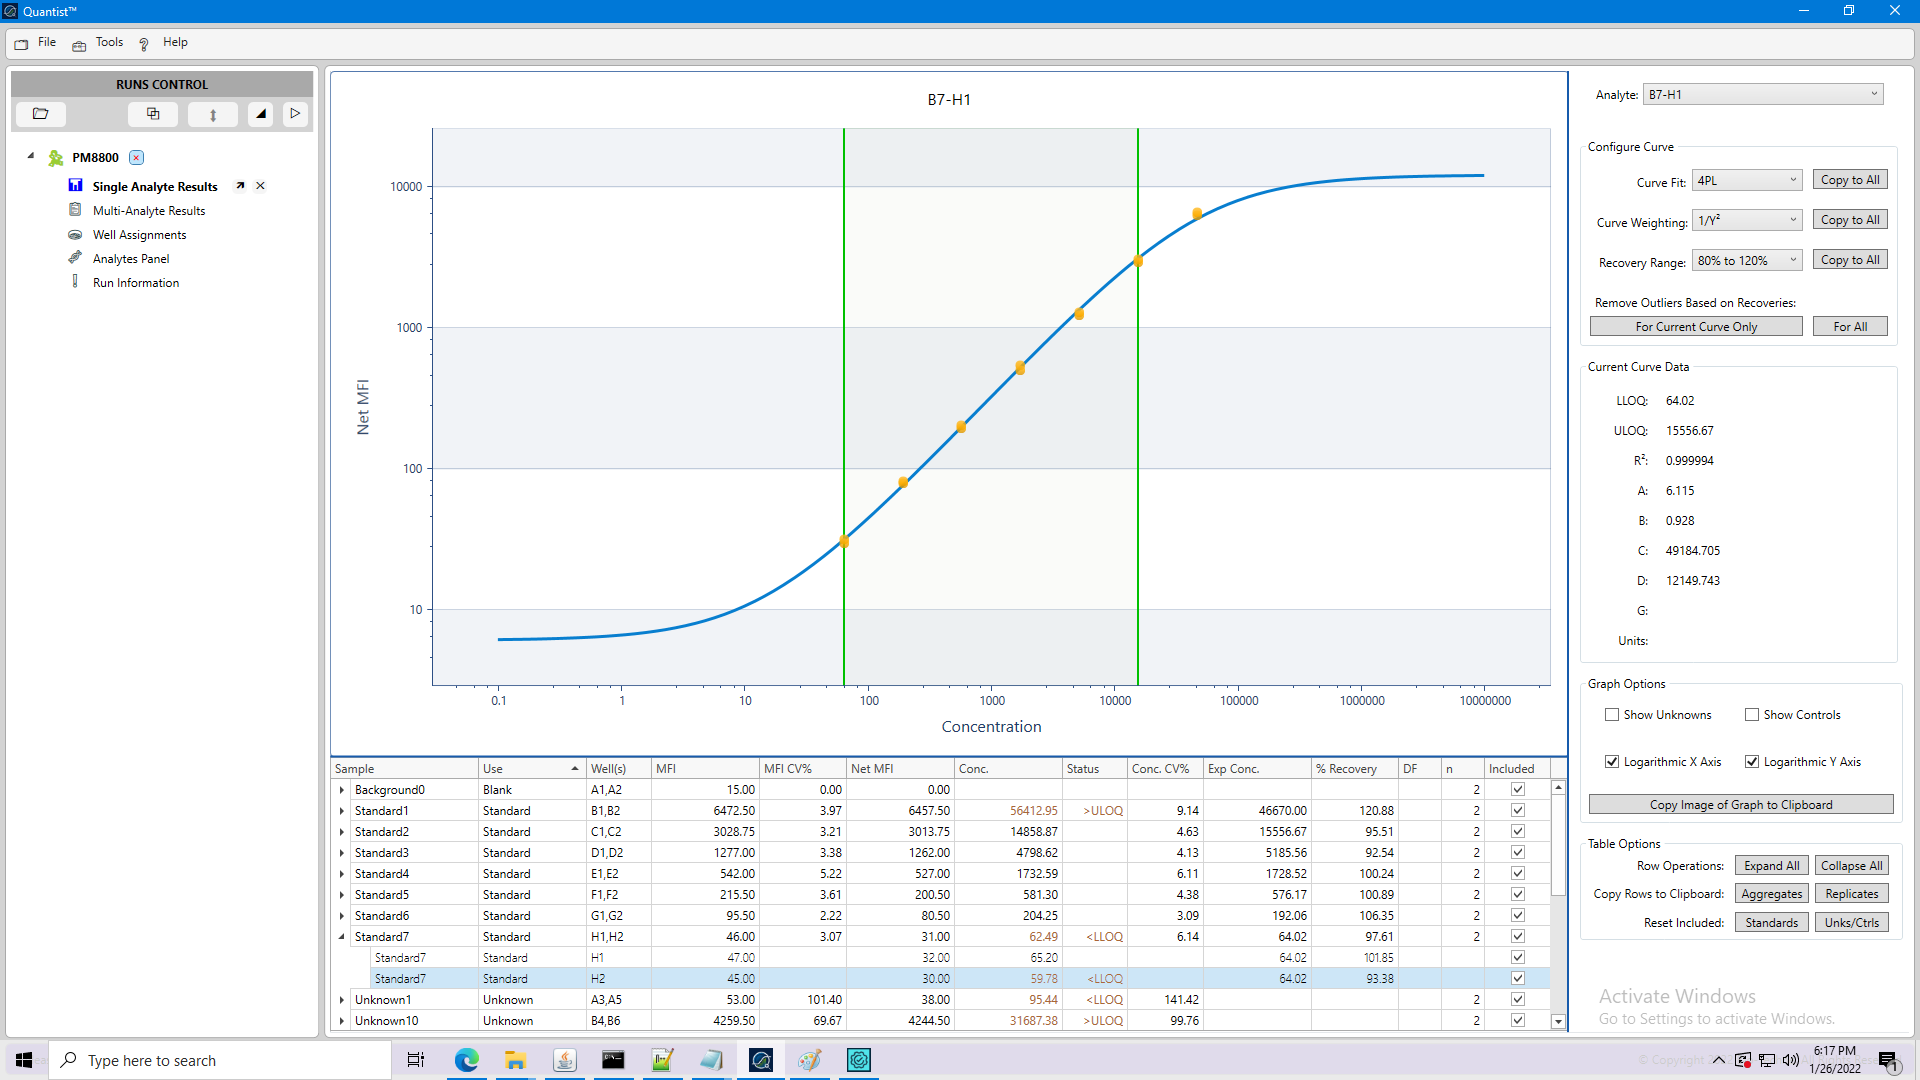 Quantist™
File Tools Help
RUNS CONTROL
PM8800
Single Analyte Results
Multi-Analyte Results
Well Assignments
Analytes Panel
Run Information
B7-H1
Net MFI
10000
1000
100
10
0.1 1 10 100 1000 10000 100000 1000000 10000000
Concentration
Analyte: B7-H1
Configure Curve
Curve Fit: 4PL Copy to All
Curve Weighting: 1/Y² Copy to All
Recovery Range: 80% to 120% Copy to All
Remove Outliers Based on Recoveries:
For Current Curve Only For All
Current Curve Data
LLOQ: 64.02
ULOQ: 15556.67
R²: 0.999994
A: 6.115
B: 0.928
C: 49184.705
D: 12149.743
G:
Units:
Graph Options
Show Unknowns Show Controls
Logarithmic X Axis Logarithmic Y Axis
Copy Image of Graph to Clipboard
Table Options
Row Operations: Expand All Collapse All
Copy Rows to Clipboard: Aggregates Replicates
Reset Included: Standards Unks/Ctrls
Sample Use Well(s) MFI MFI CV% Net MFI Conc. Status Conc. CV% Exp Conc. % Recovery DF n Included
Background0 Blank A1,A2 15.00 0.00 0.00 2
Standard1 Standard B1,B2 6472.50 3.97 6457.50 56412.95 >ULOQ 9.14 46670.00 120.88 2
Standard2 Standard C1,C2 3028.75 3.21 3013.75 14858.87 4.63 15556.67 95.51 2
Standard3 Standard D1,D2 1277.00 3.38 1262.00 4798.62 4.13 5185.56 92.54 2
Standard4 Standard E1,E2 542.00 5.22 527.00 1732.59 6.11 1728.52 100.24 2
Standard5 Standard F1,F2 215.50 3.61 200.50 581.30 4.38 576.17 100.89 2
Standard6 Standard G1,G2 95.50 2.22 80.50 204.25 3.09 192.06 106.35 2
Standard7 Standard H1,H2 46.00 3.07 31.00 62.49 <LLOQ 6.14 64.02 97.61 2
Standard7 Standard H1 47.00 32.00 65.20 64.02 101.85
Standard7 Standard H2 45.00 30.00 59.78 <LLOQ 64.02 93.38
Unknown1 Unknown A3,A5 53.00 101.40 38.00 95.44 <LLOQ 141.42 2
Unknown10 Unknown B4,B6 4259.50 69.67 4244.50 31687.38 >ULOQ 99.76 2
Activate Windows
Go to Settings to activate Windows.
Type here to search
© Copyright
6:17 PM
1/26/2022
1